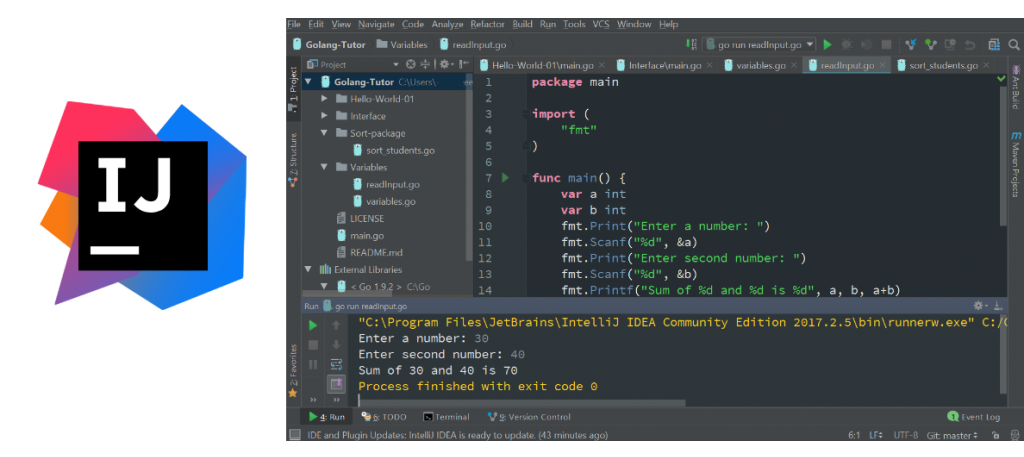 IJ
File Edit View Navigate Code Analyze Refactor Build Run Tools VCS Window Help
Golang-Tutor Variables readInput.go go run readInput.go
Project
Hello-World-01\main.go Interface\main.go variables.go readInput.go sort_students.go
1: Project
Z: Structure
2: Favorites
Golang-Tutor C:\Users\
Hello-World-01
Interface
Sort-package
sort_students.go
Variables
readInput.go
variables.go
LICENSE
main.go
README.md
External Libraries
< Go 1.9.2 > C:\Go
1 package main
2
3 import (
4 "fmt"
5 )
6
7 func main() {
8 var a int
9 var b int
10 fmt.Print("Enter a number: ")
11 fmt.Scanf("%d", &a)
12 fmt.Print("Enter second number: ")
13 fmt.Scanf("%d", &b)
14 fmt.Printf("Sum of %d and %d is %d", a, b, a+b)
Ant Build
Maven Projects
Run go run readInput.go
"C:\Program Files\JetBrains\IntelliJ IDEA Community Edition 2017.2.5\bin\runnerw.exe" C:/
Enter a number: 30
Enter second number: 40
Sum of 30 and 40 is 70
Process finished with exit code 0
4: Run 6: TODO Terminal 9: Version Control Event Log
IDE and Plugin Updates: IntelliJ IDEA is ready to update. (43 minutes ago) 6:1 LF UTF-8 Git: master